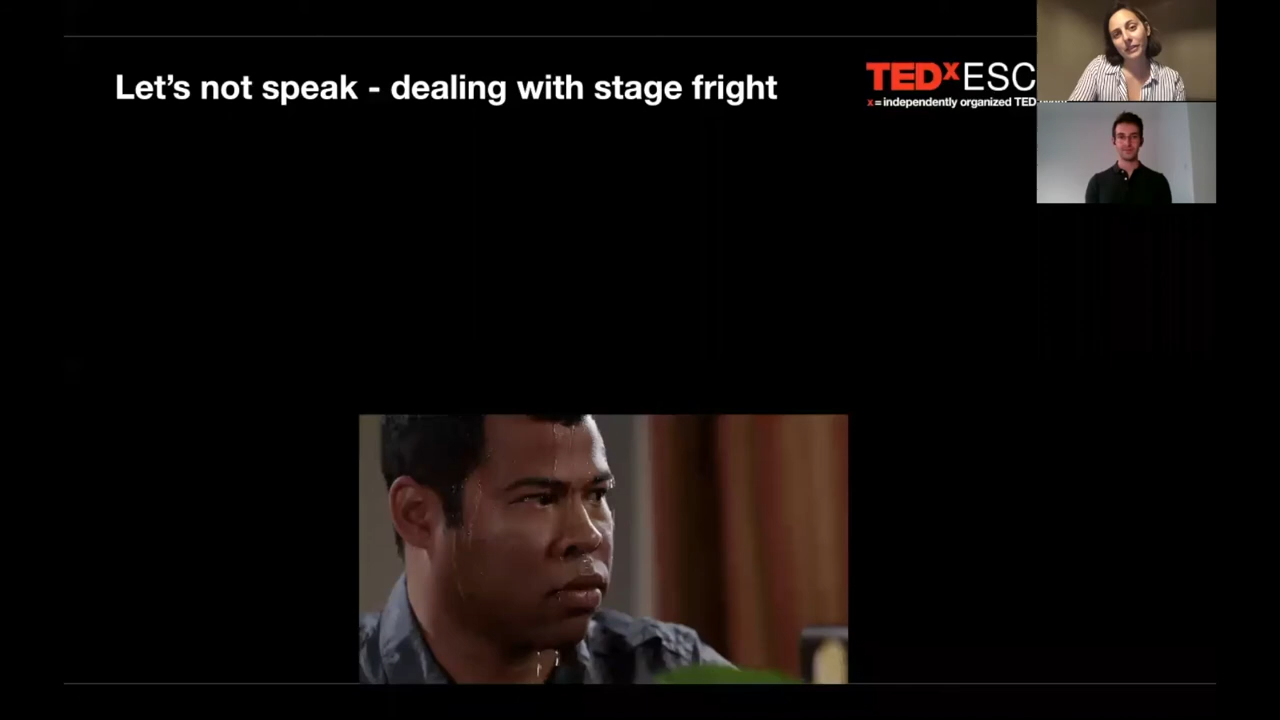 Let's not speak - dealing with stage fright
TEDxESC
x = independently organized TED